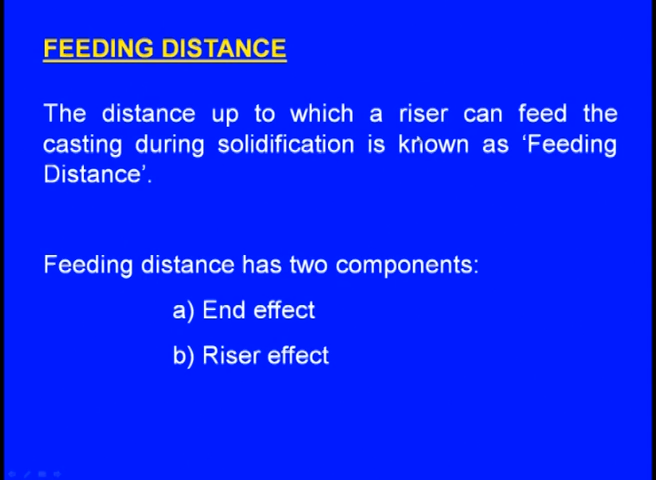 FEEDING DISTANCE
The distance up to which a riser can feed the
casting during solidification is known as ‘Feeding
Distance’.
Feeding distance has two components:
a) End effect
b) Riser effect